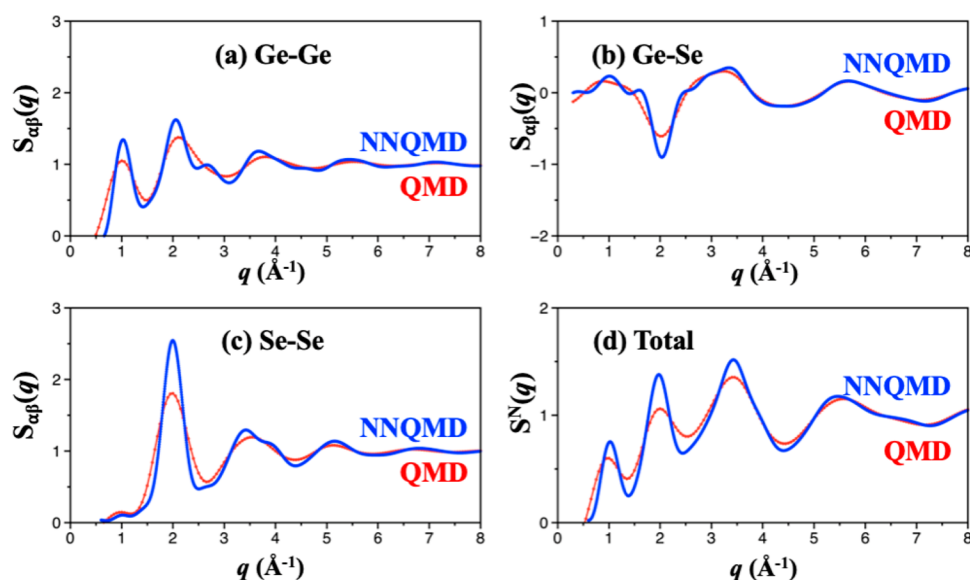 3
(a) Ge-Ge
NNQMD
QMD
2
1
0
0 1 2 3 4 5 6 7 8
Sαβ(q)
q (Å⁻¹)
1
(b) Ge-Se
NNQMD
QMD
0
−1
−2
0 1 2 3 4 5 6 7 8
Sαβ(q)
q (Å⁻¹)
3
(c) Se-Se
NNQMD
QMD
2
1
0
0 1 2 3 4 5 6 7 8
Sαβ(q)
q (Å⁻¹)
2
(d) Total
NNQMD
QMD
1
0
0 1 2 3 4 5 6 7 8
Sᴺ(q)
q (Å⁻¹)